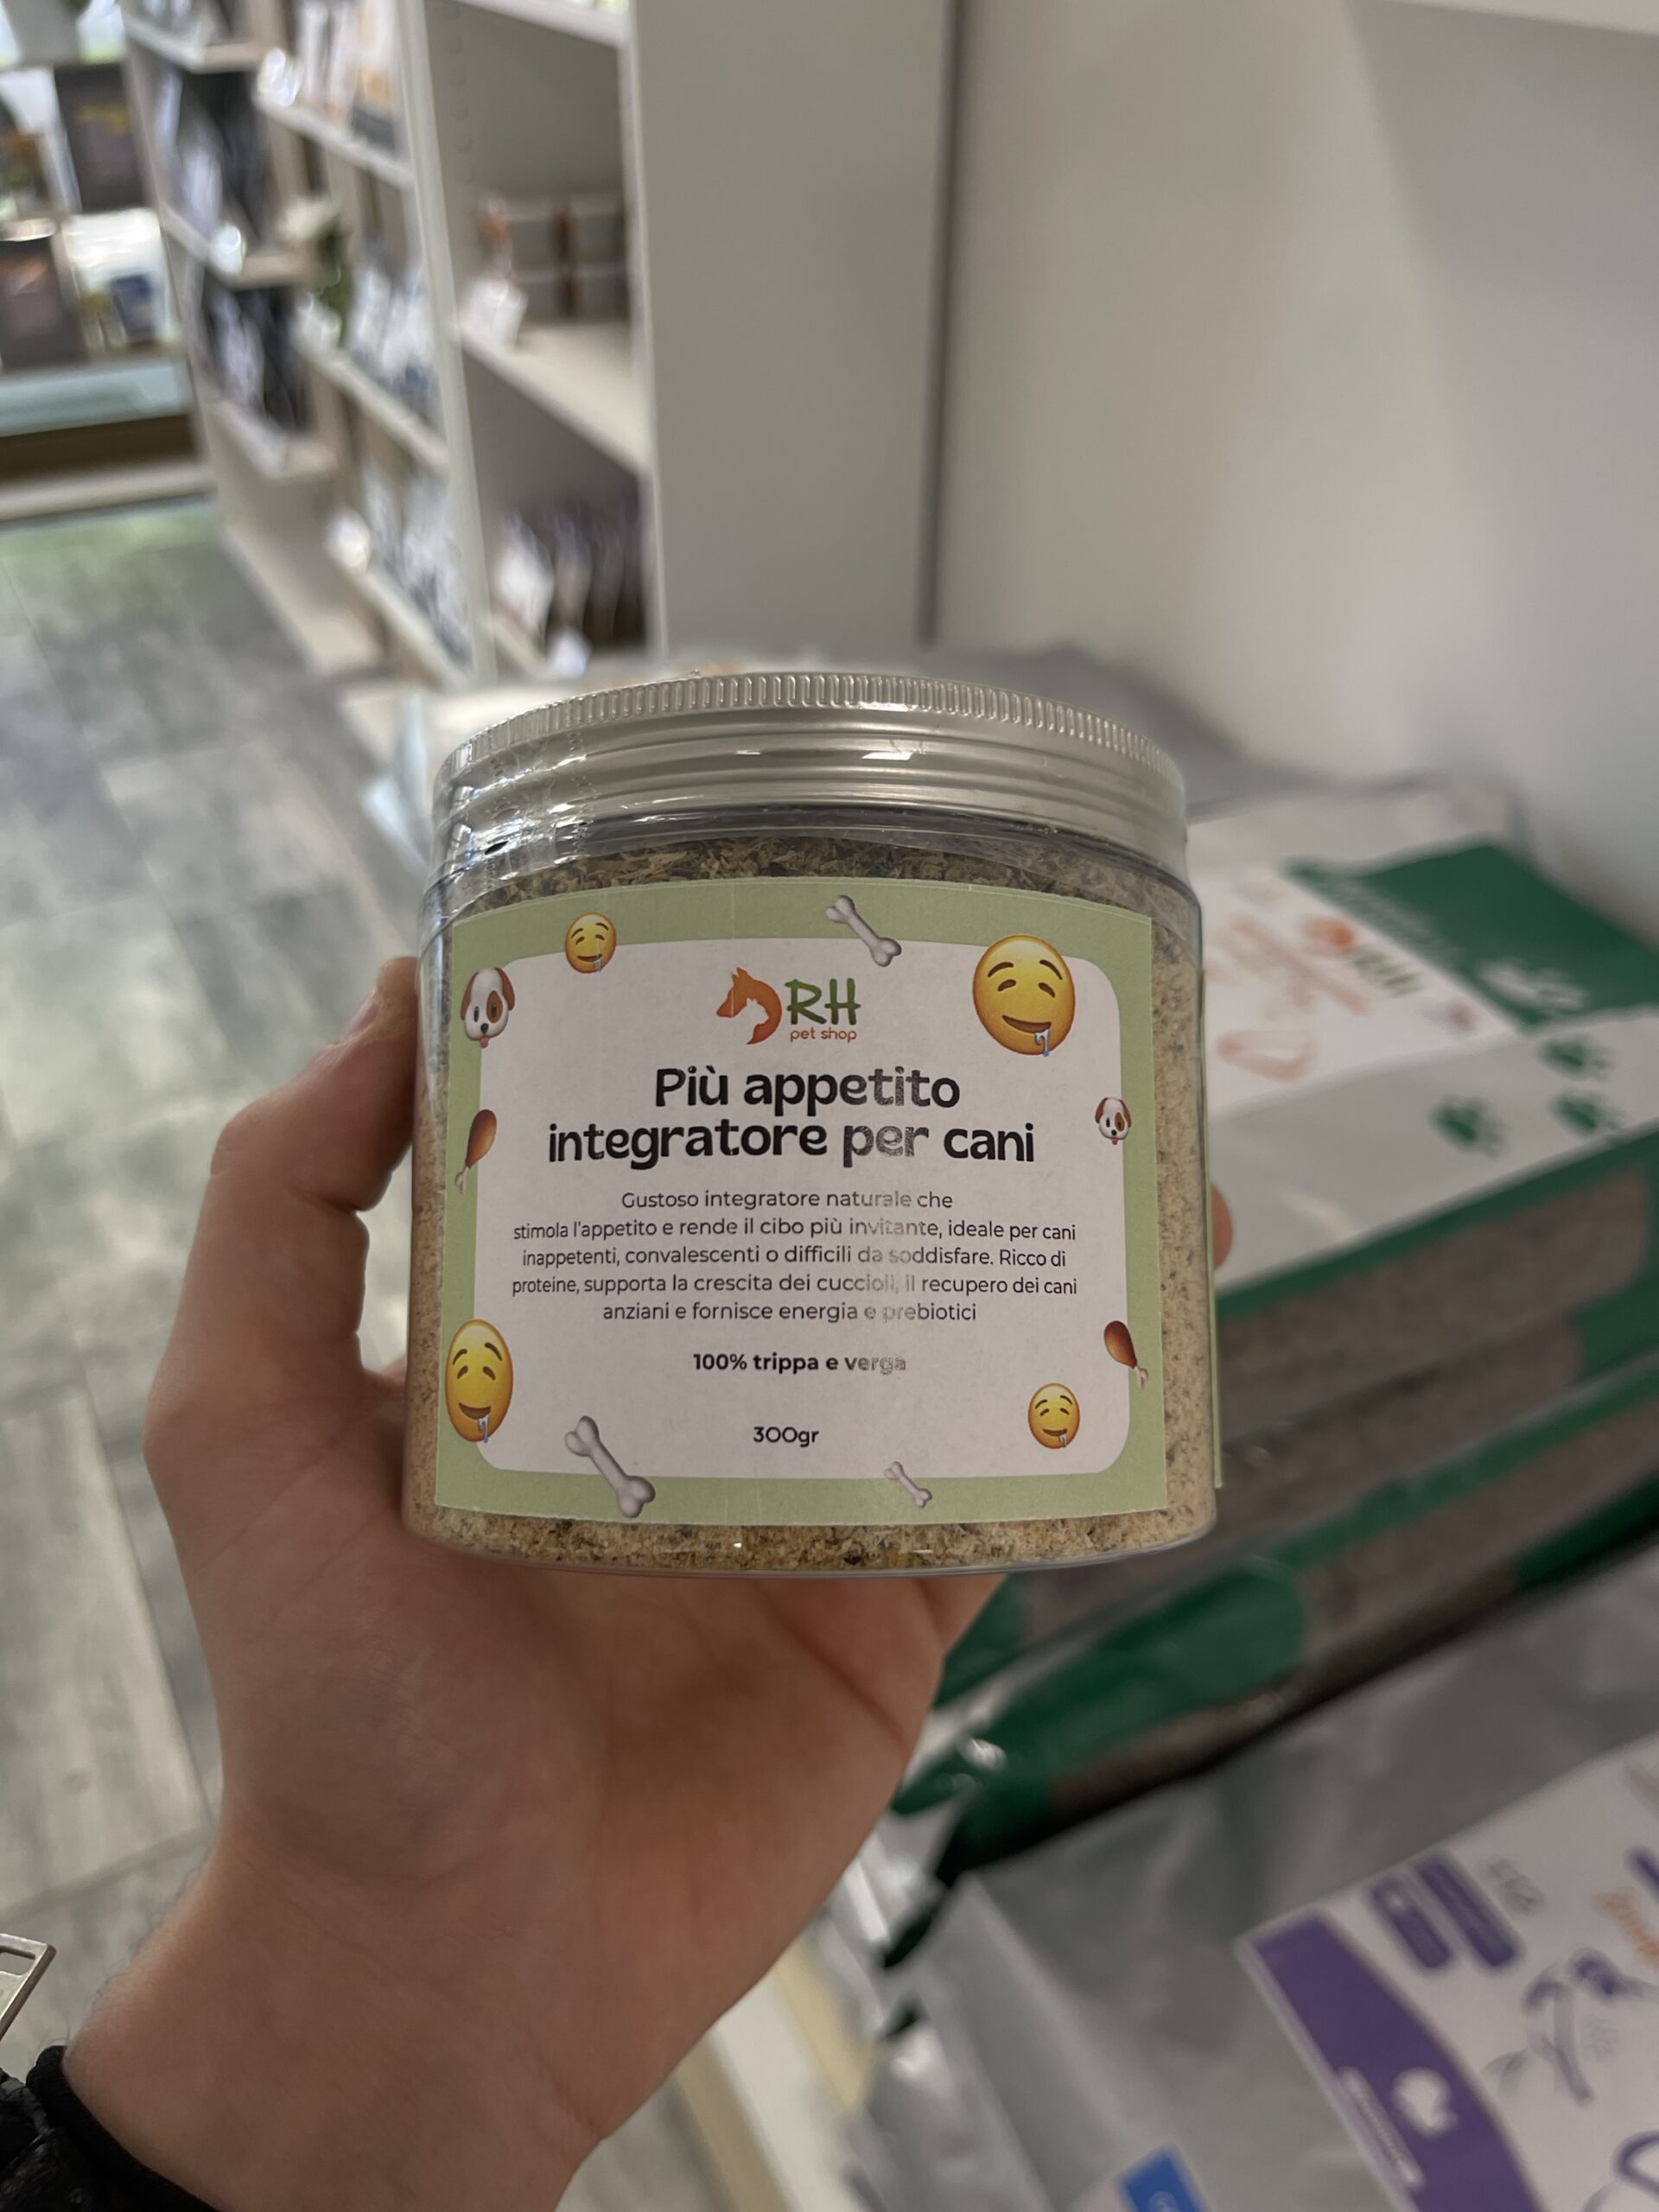 RH
pet shop
Più appetito
integratore per cani
Gustoso integratore naturale che
stimola l'appetito e rende il cibo più invitante, ideale per cani
inappetenti, convalescenti o difficili da soddisfare. Ricco di
proteine, supporta la crescita dei cuccioli, il recupero dei cani
anziani e fornisce energia e prebiotici
100% trippa e verga
300gr
RH